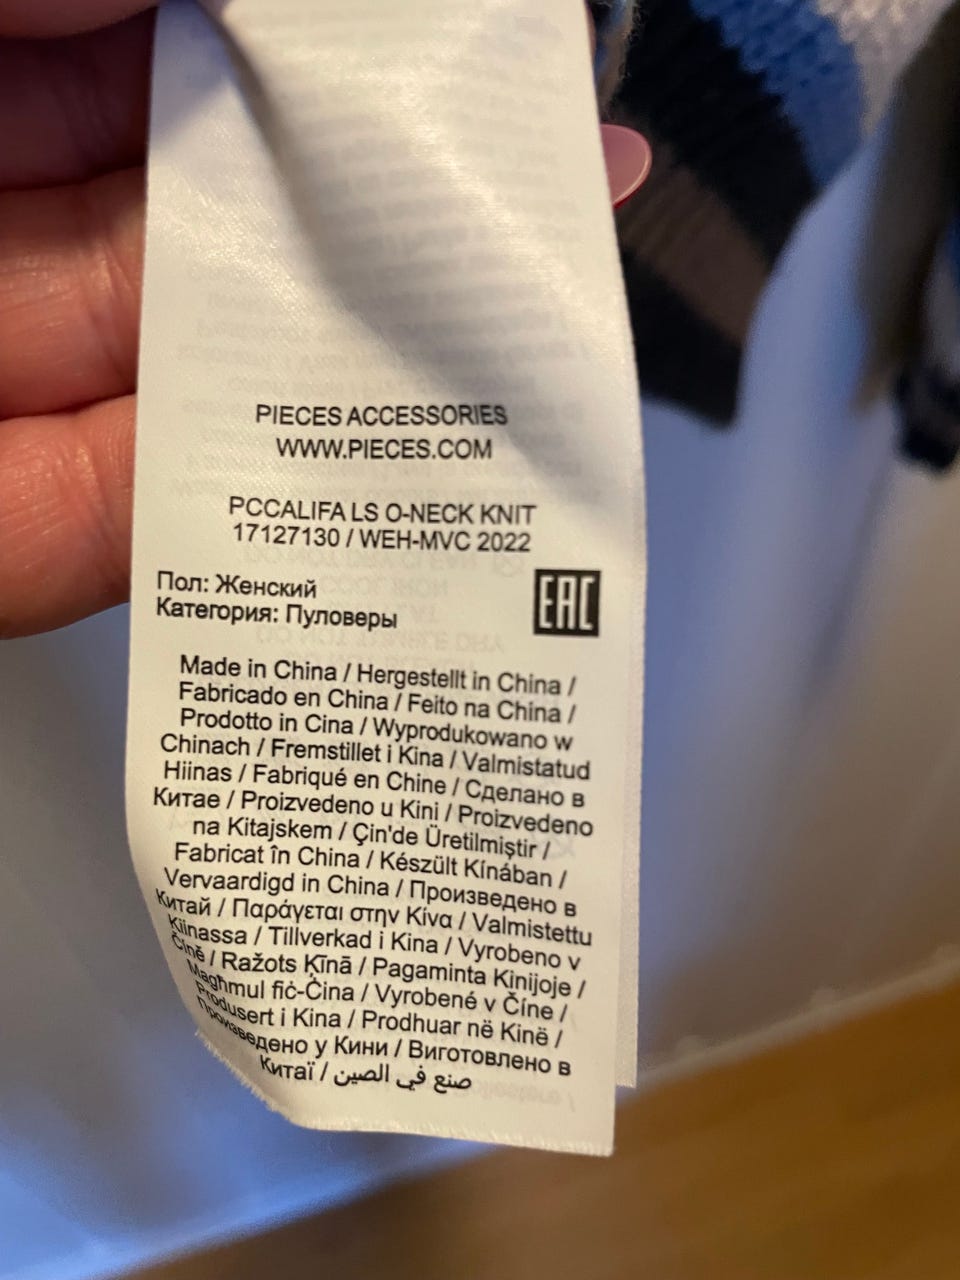 PIECES ACCESSORIES
WWW.PIECES.COM
PCCALIFA LS O-NECK KNIT
17127130 / WEH-MVC 2022
Пол: Женский
Категория: Пуловеры
EAC
Made in China / Hergestellt in China /
Fabricado en China / Feito na China /
Prodotto in Cina / Wyprodukowano w
Chinach / Fremstillet i Kina / Valmistatud
Hiinas / Fabriqué en Chine / Сделано в
Китае / Proizvedeno u Kini / Proizvedeno
na Kitajskem / Çin'de Üretilmiştir /
Fabricat în China / Készült Kínában /
Vervaardigd in China / Произведено в
Китай / Παράγεται στην Κίνα / Valmistettu
Kiinassa / Tillverkad i Kina / Vyrobeno v
Číně / Ražots Ķīnā / Pagaminta Kinijoje /
Magħmul fiċ-Ċina / Vyrobené v Číne /
Produsert i Kina / Prodhuar në Kinë /
Произведено у Кини / Виготовлено в
Китаї / صنع في الصين